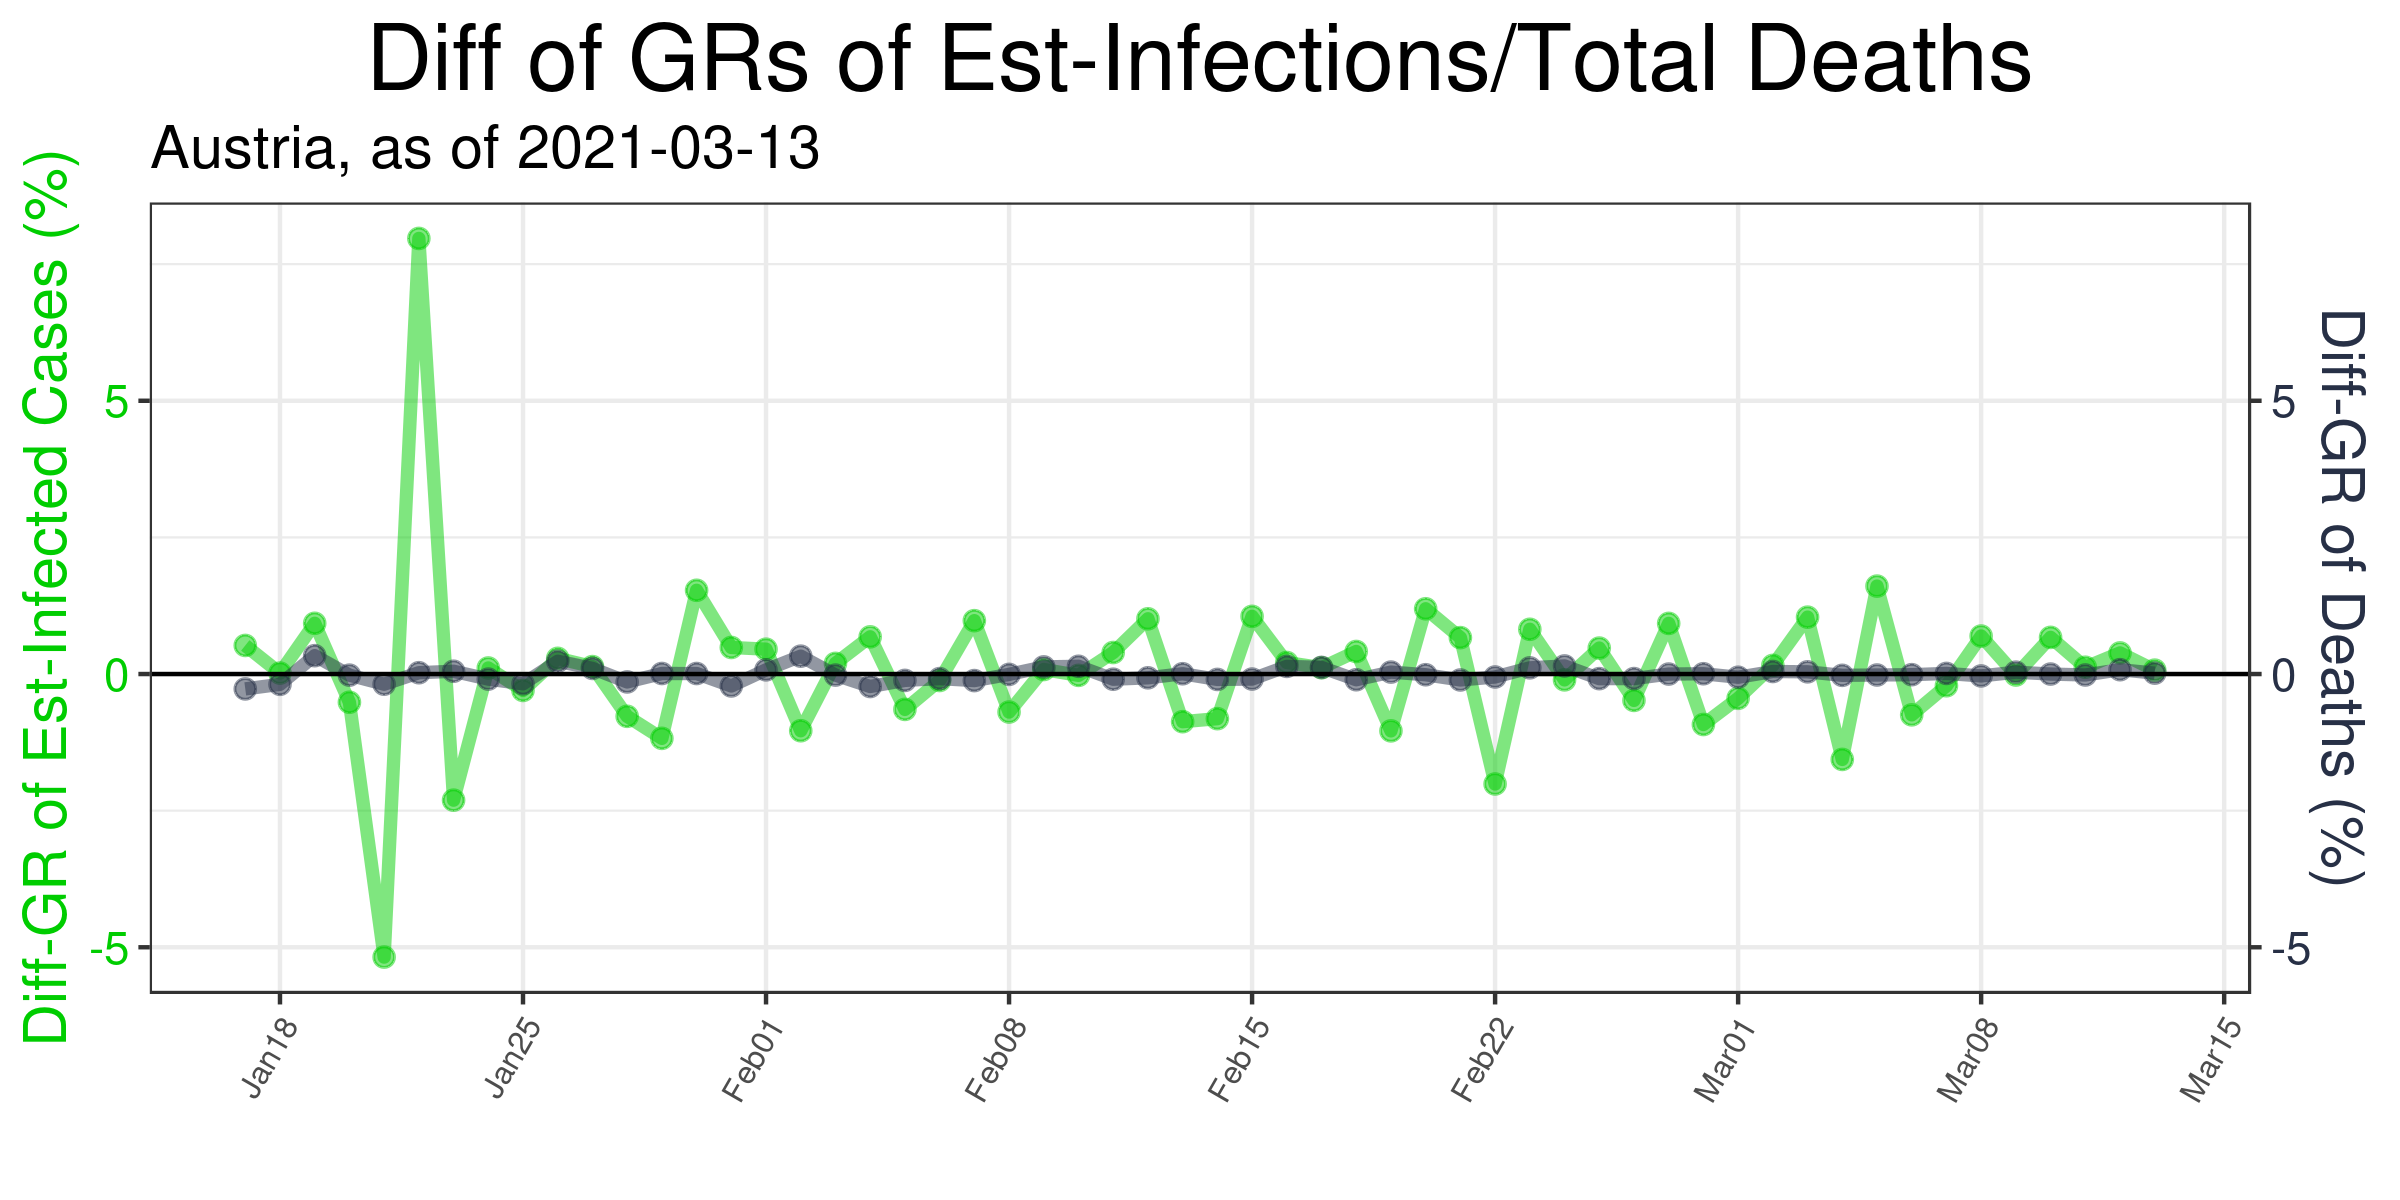 Diff of GRs of Est-Infections/Total Deaths
Austria, as of 2021-03-13
Diff-GR of Est-Infected Cases (%)
5
0
-5
5
0
-5
Diff-GR of Deaths (%)
Jan18
Jan25
Feb01
Feb08
Feb15
Feb22
Mar01
Mar08
Mar15